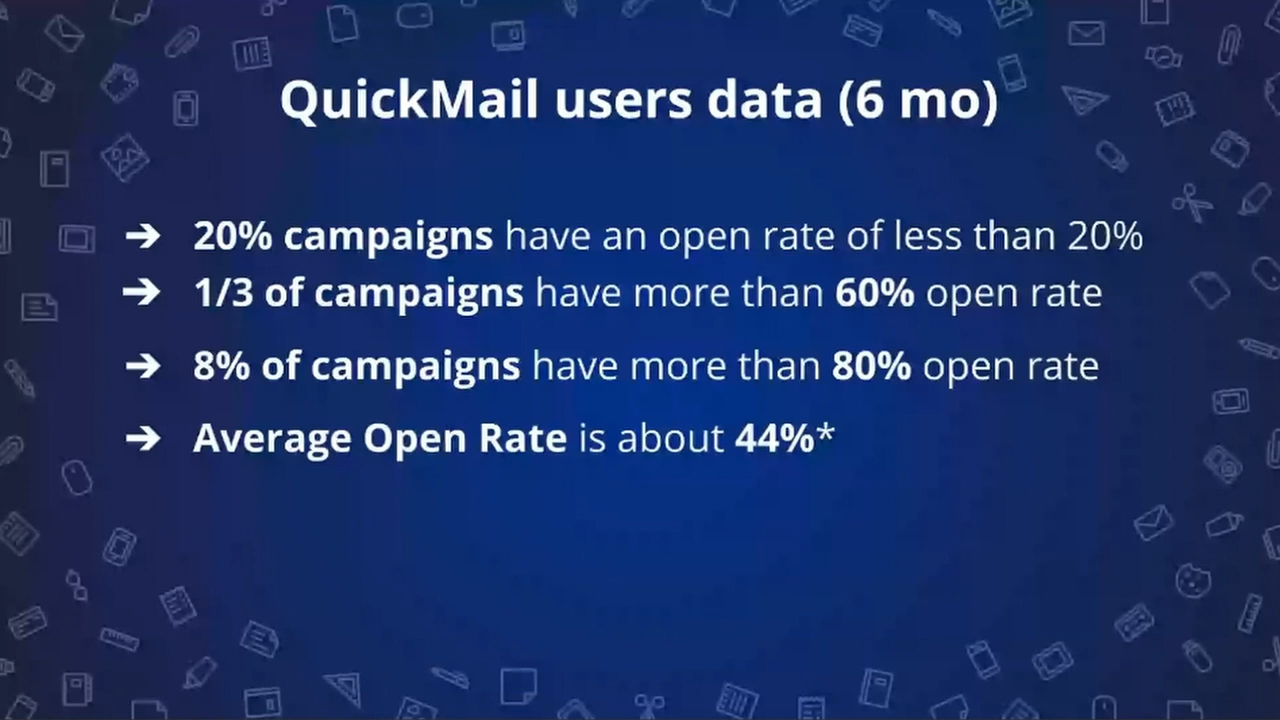 QuickMail users data (6 mo)
➔ 20% campaigns have an open rate of less than 20%
➔ 1/3 of campaigns have more than 60% open rate
➔ 8% of campaigns have more than 80% open rate
➔ Average Open Rate is about 44%*